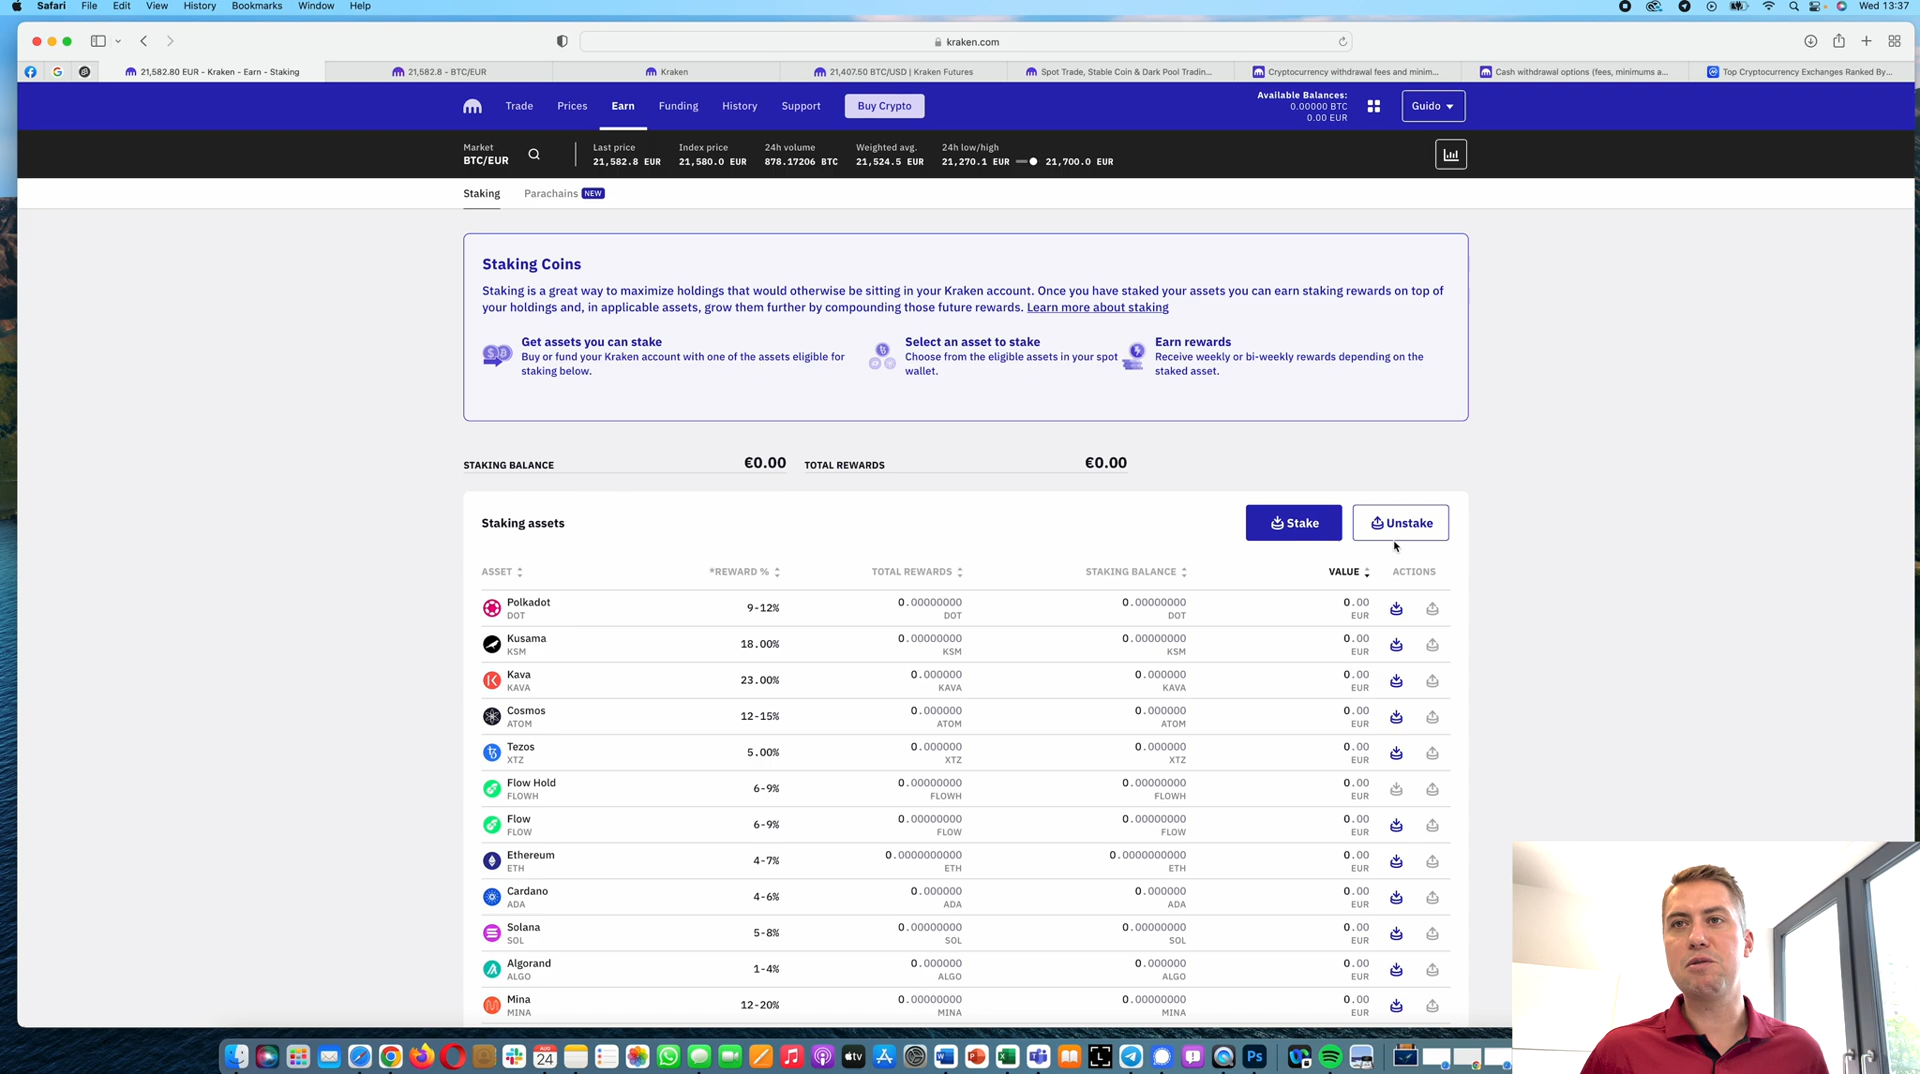 Safari File Edit View History Bookmarks Window Help Wed 13:37
kraken.com
21,582.80 EUR - Kraken - Earn - Staking
21,582.8 - BTC/EUR
Kraken
21,407.50 BTC/USD | Kraken Futures
Spot Trade, Stable Coin & Dark Pool Tradin...
Cryptocurrency withdrawal fees and minim...
Cash withdrawal options (fees, minimums a...
Top Cryptocurrency Exchanges Ranked By...
Trade Prices Earn Funding History Support Buy Crypto
Available Balances:
0.00000 BTC
0.00 EUR
Guido
Market
BTC/EUR
Last price
21,582.8 EUR
Index price
21,580.0 EUR
24h volume
878.17206 BTC
Weighted avg.
21,524.5 EUR
24h low/high
21,270.1 EUR 21,700.0 EUR
Staking Parachains NEW
Staking Coins
Staking is a great way to maximize holdings that would otherwise be sitting in your Kraken account. Once you have staked your assets you can earn staking rewards on top of
your holdings and, in applicable assets, grow them further by compounding those future rewards. Learn more about staking
Get assets you can stake
Buy or fund your Kraken account with one of the assets eligible for
staking below.
Select an asset to stake
Choose from the eligible assets in your spot
wallet.
Earn rewards
Receive weekly or bi-weekly rewards depending on the
staked asset.
STAKING BALANCE €0.00 TOTAL REWARDS €0.00
Staking assets Stake Unstake
ASSET *REWARD % TOTAL REWARDS STAKING BALANCE VALUE ACTIONS
Polkadot 9-12% 0.00000000 0.00000000 0.00
DOT DOT DOT EUR
Kusama 18.00% 0.00000000 0.00000000 0.00
KSM KSM KSM EUR
Kava 23.00% 0.000000 0.000000 0.00
KAVA KAVA KAVA EUR
Cosmos 12-15% 0.000000 0.000000 0.00
ATOM ATOM ATOM EUR
Tezos 5.00% 0.000000 0.000000 0.00
XTZ XTZ XTZ EUR
Flow Hold 6-9% 0.00000000 0.00000000 0.00
FLOWH FLOWH FLOWH EUR
Flow 6-9% 0.00000000 0.00000000 0.00
FLOW FLOW FLOW EUR
Ethereum 4-7% 0.0000000000 0.0000000000 0.00
ETH ETH ETH EUR
Cardano 4-6% 0.000000 0.000000 0.00
ADA ADA ADA EUR
Solana 5-8% 0.00000000 0.00000000 0.00
SOL SOL SOL EUR
Algorand 1-4% 0.000000 0.000000 0.00
ALGO ALGO ALGO EUR
Mina 12-20% 0.00000000 0.00000000 0.00
MINA MINA MINA EUR
AUG
24
tv
Ps